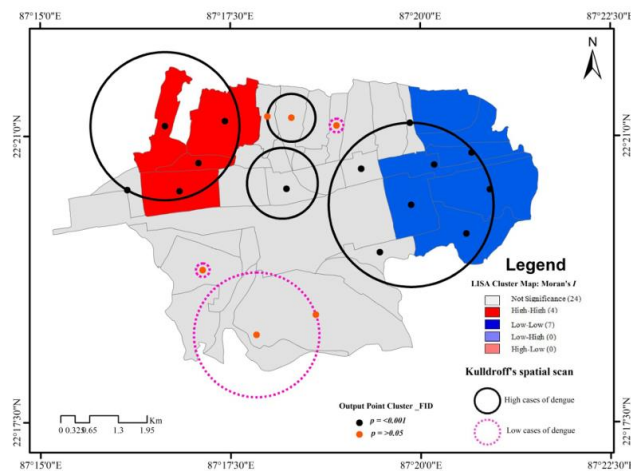 87°15'0"E 87°17'30"E 87°20'0"E 87°22'30"E
N
22°21'0"N 22°21'0"N
Legend
LISA Cluster Map: Moran's I
Not Significance (24)
High-High (4)
Low-Low (7)
Low-High (0)
High-Low (0)
Kulldroff's spatial scan
High cases of dengue
Low cases of dengue
Output Point Cluster _FID
p = <0.001
p = >0.05
Km
0 0.325 0.65 1.3 1.95
22°17'30"N 22°17'30"N
87°15'0"E 87°17'30"E 87°20'0"E 87°22'30"E